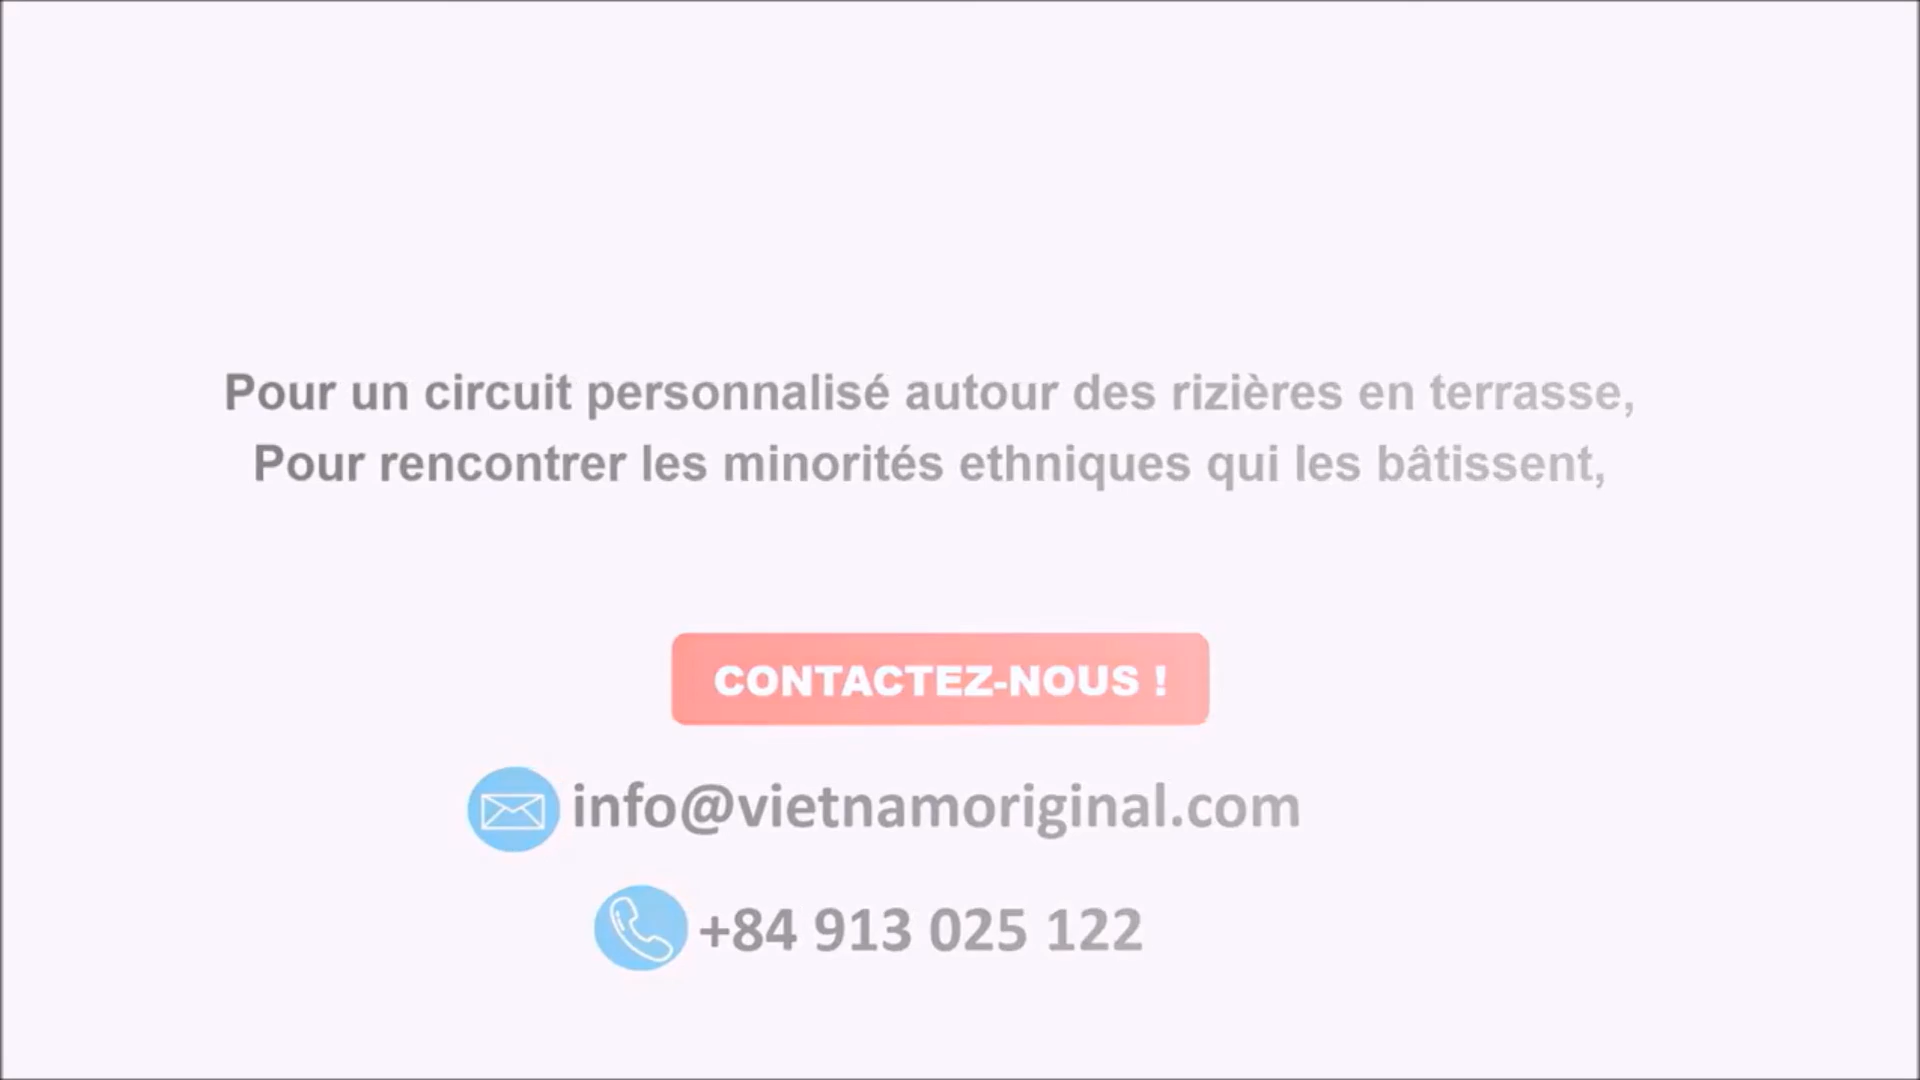 Pour un circuit personnalisé autour des rizières en terrasse,
Pour rencontrer les minorités ethniques qui les bâtissent,
CONTACTEZ-NOUS !
info@vietnamoriginal.com
+84 913 025 122